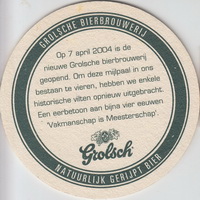 GROLSCHE BIERBROUWERIJ
Op 7 april 2004 is de
nieuwe Grolsche bierbrouwerij
geopend. Om deze mijlpaal in ons
bestaan te vieren, hebben we enkele
historische vilten opnieuw uitgebracht.
Een eerbetoon aan bijna vier eeuwen
'Vakmanschap is Meesterschap'.
Grolsch
NATUURLIJK GERIJPT BIER